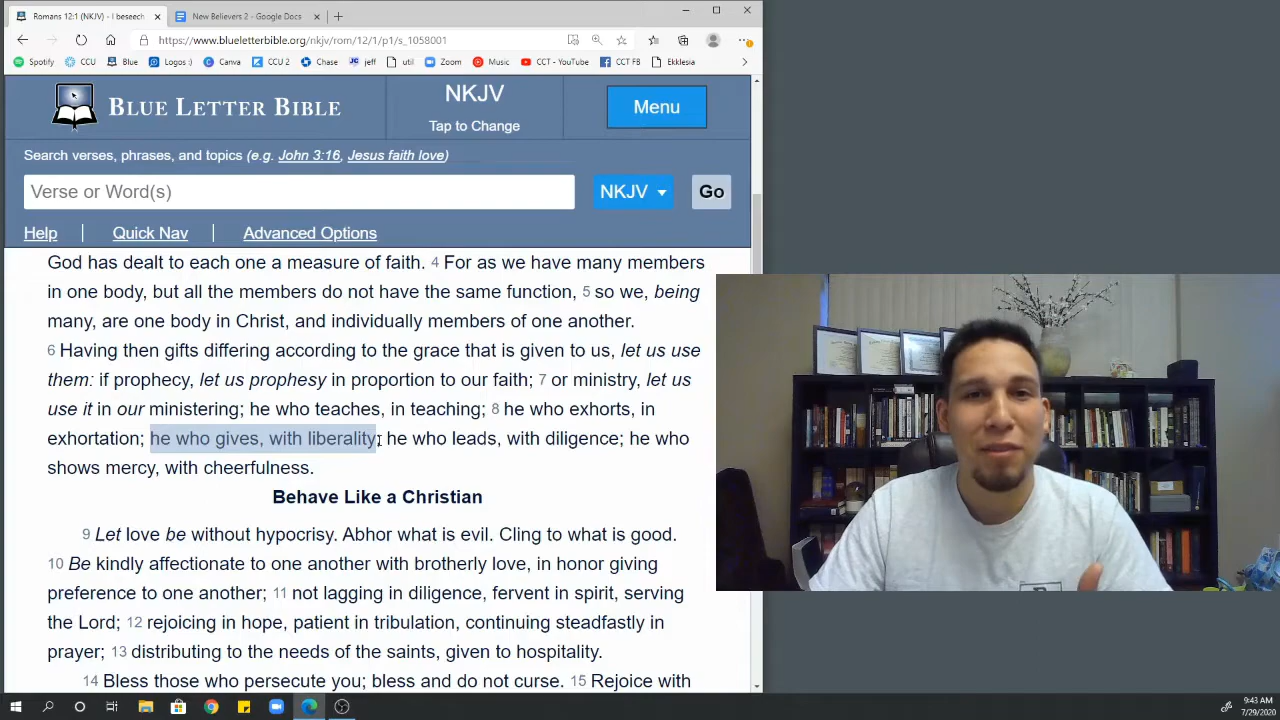 Romans 12:1 (NKJV) - I beseech
New Believers 2 - Google Docs
https://www.blueletterbible.org/nkjv/rom/12/1/p1/s_1058001
Spotify CCU Blue Logos :) Canva CCU 2 Chase jeff util Zoom Music CCT - YouTube CCT FB Ekklesia
BLUE LETTER BIBLE
NKJV
Tap to Change
Menu
Search verses, phrases, and topics (e.g. John 3:16, Jesus faith love)
Verse or Word(s)
NKJV
Go
Help | Quick Nav | Advanced Options
God has dealt to each one a measure of faith. 4 For as we have many members
in one body, but all the members do not have the same function, 5 so we, being
many, are one body in Christ, and individually members of one another.
6 Having then gifts differing according to the grace that is given to us, let us use
them: if prophecy, let us prophesy in proportion to our faith; 7 or ministry, let us
use it in our ministering; he who teaches, in teaching; 8 he who exhorts, in
exhortation; he who gives, with liberality; he who leads, with diligence; he who
shows mercy, with cheerfulness.
Behave Like a Christian
9 Let love be without hypocrisy. Abhor what is evil. Cling to what is good.
10 Be kindly affectionate to one another with brotherly love, in honor giving
preference to one another; 11 not lagging in diligence, fervent in spirit, serving
the Lord; 12 rejoicing in hope, patient in tribulation, continuing steadfastly in
prayer; 13 distributing to the needs of the saints, given to hospitality.
14 Bless those who persecute you; bless and do not curse. 15 Rejoice with
9:43 AM
7/29/2020